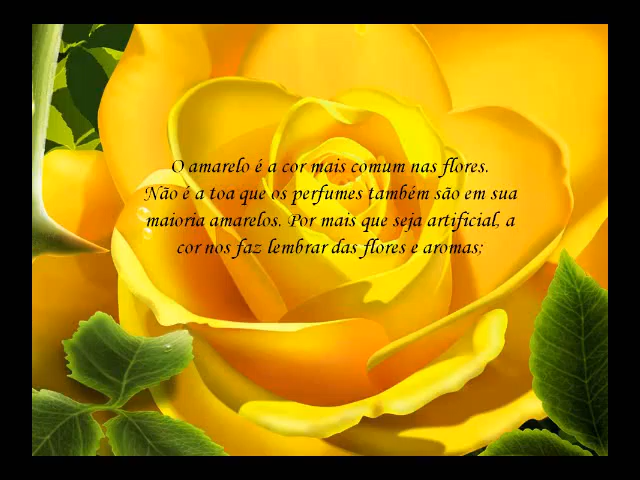 O amarelo é a cor mais comum nas flores.
Não é a toa que os perfumes também são em sua
maioria amarelos. Por mais que seja artificial, a
cor nos faz lembrar das flores e aromas;